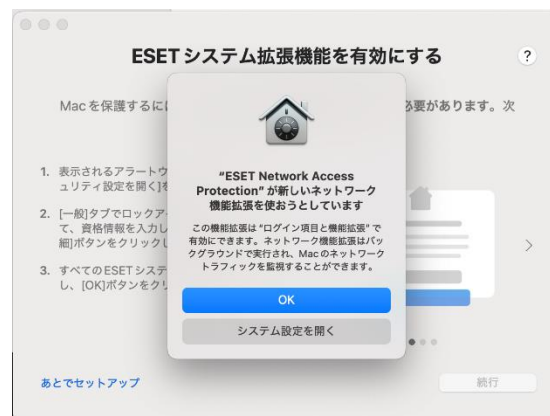 ESETシステム拡張機能を有効にする
?
Macを保護するに
必要があります。次
"ESET Network Access
Protection"が新しいネットワーク
機能拡張を使おうとしています
この機能拡張は"ログイン項目と機能拡張"で
有効にできます。ネットワーク機能拡張はバッ
クグラウンドで実行され、Macのネットワーク
トラフィックを監視することができます。
OK
システム設定を開く
1. 表示されるアラートウ
ュリティ設定を開く]を
2. [一般]タブでロックア
て、資格情報を入力し
細]ボタンをクリックし
3. すべてのESETシステ
し、[OK]ボタンをクリ
あとでセットアップ
続行